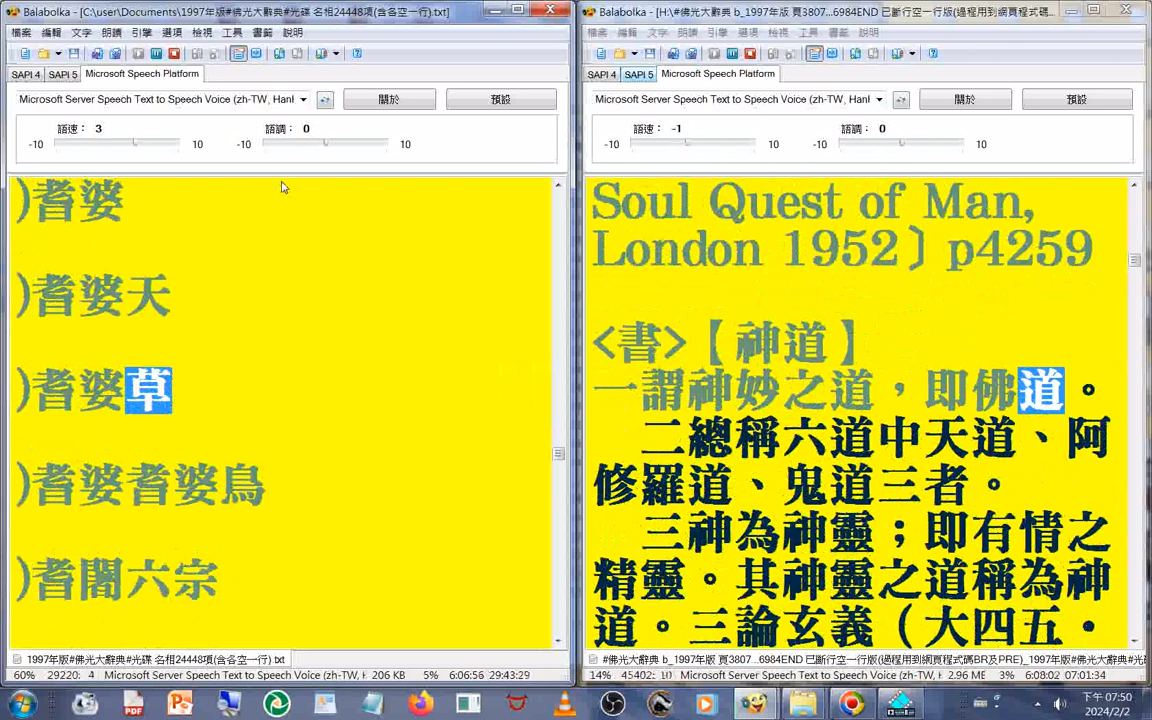 Balabolka - [C:\user\Documents\1997年版#佛光大辭典#光碟 名相24448項(含各空一行).txt]
檔案 編輯 文字 朗讀 引擎 選項 檢視 工具 書籤 說明
SAPI 4 SAPI 5 Microsoft Speech Platform
Microsoft Server Speech Text to Speech Voice (zh-TW, Hanl
關於
預設
語速： 3 語調： 0
-10 10 -10 10
)耆婆
)耆婆天
)耆婆草
)耆婆耆婆鳥
)耆闍六宗
1997年版#佛光大辭典#光碟 名相24448項(含各空一行).txt
60% 29220: 4 Microsoft Server Speech Text to Speech Voice (zh-TW, H 206 KB 5% 6:06:56 29:43:29
Balabolka - [H:\#佛光大辭典 b_1997年版 頁3807...6984END 已斷行空一行版(過程用到網頁程式碼
檔案 編輯 文字 朗讀 引擎 選項 檢視 工具 書籤 說明
SAPI 4 SAPI 5 Microsoft Speech Platform
Microsoft Server Speech Text to Speech Voice (zh-TW, Hanl
關於
預設
語速： -1 語調： 0
-10 10 -10 10
Soul Quest of Man,
London 1952〕p4259
<書>【神道】
一謂神妙之道，即佛道。
二總稱六道中天道、阿
修羅道、鬼道三者。
三神為神靈；即有情之
精靈。其神靈之道稱為神
道。三論玄義（大四五・
#佛光大辭典 b_1997年版 頁3807...6984END 已斷行空一行版(過程用到網頁程式碼BR及PRE)_1997年版#佛光
14% 45402: 10 Microsoft Server Speech Text to Speech Voice (zh-TW, H 2.96 ME 3% 6:08:02 07:01:34
下午 07:50
2024/2/2